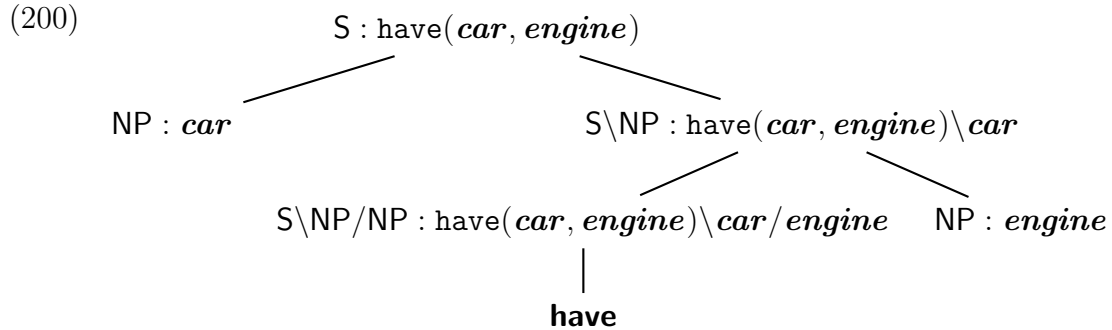 (200)
S : have(car, engine)
NP : car
S\NP : have(car, engine)\car
S\NP/NP : have(car, engine)\car/engine
NP : engine
have